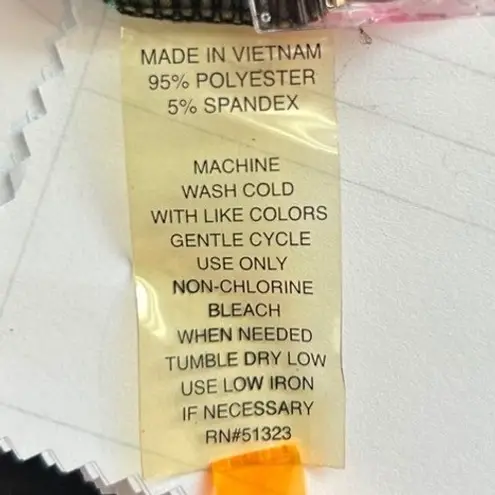 MADE IN VIETNAM
95% POLYESTER
5% SPANDEX
MACHINE
WASH COLD
WITH LIKE COLORS
GENTLE CYCLE
USE ONLY
NON-CHLORINE
BLEACH
WHEN NEEDED
TUMBLE DRY LOW
USE LOW IRON
IF NECESSARY
RN#51323